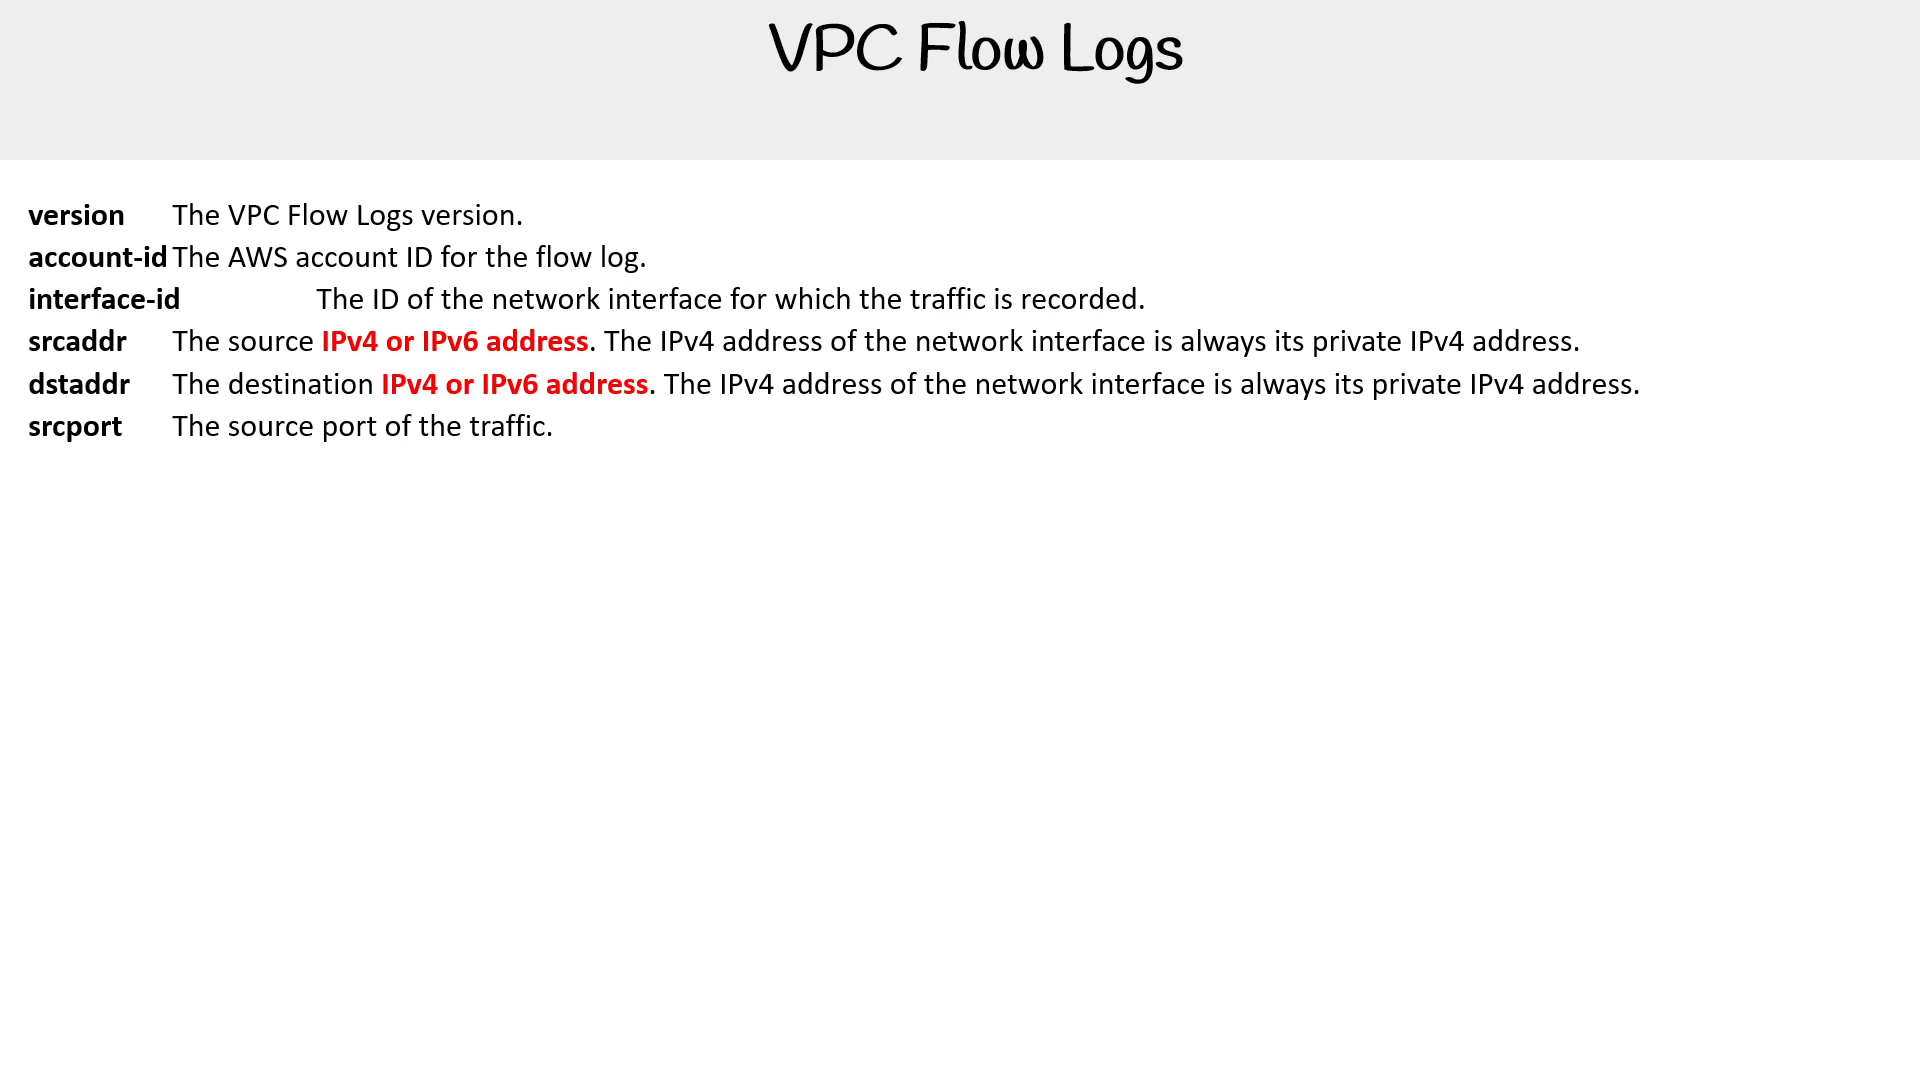 VPC Flow Logs
version The VPC Flow Logs version.
account-id The AWS account ID for the flow log.
interface-id The ID of the network interface for which the traffic is recorded.
srcaddr The source IPv4 or IPv6 address. The IPv4 address of the network interface is always its private IPv4 address.
dstaddr The destination IPv4 or IPv6 address. The IPv4 address of the network interface is always its private IPv4 address.
srcport The source port of the traffic.